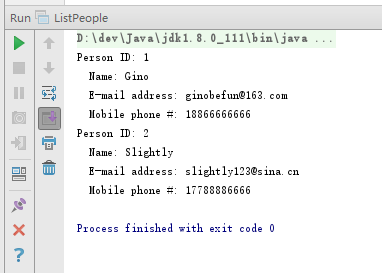 Run ListPeople
D:\dev\Java\jdk1.8.0_111\bin\java ...
Person ID: 1
Name: Gino
E-mail address: ginobefun@163.com
Mobile phone #: 18866666666
Person ID: 2
Name: Slightly
E-mail address: slightly123@sina.cn
Mobile phone #: 17788886666
Process finished with exit code 0